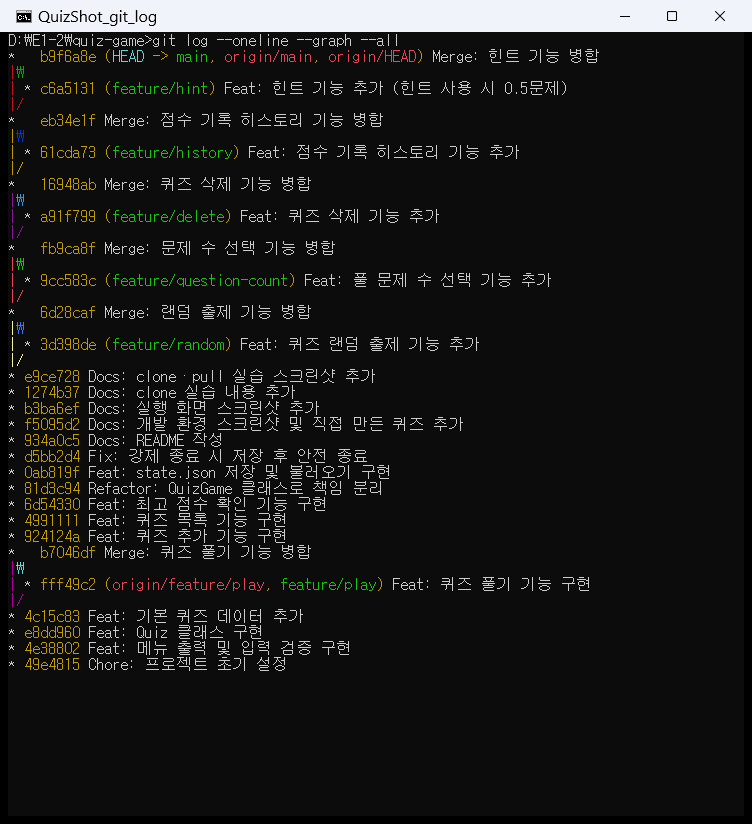 QuizShot_git_log
D:₩E1-2₩quiz-game>git log --oneline --graph --all
*   b9f6a8e (HEAD -> main, origin/main, origin/HEAD) Merge: 힌트 기능 병합
|₩
| * c6a5131 (feature/hint) Feat: 힌트 기능 추가 (힌트 사용 시 0.5문제)
|/
*   eb34e1f Merge: 점수 기록 히스토리 기능 병합
|₩
| * 61cda73 (feature/history) Feat: 점수 기록 히스토리 기능 추가
|/
*   16948ab Merge: 퀴즈 삭제 기능 병합
|₩
| * a91f799 (feature/delete) Feat: 퀴즈 삭제 기능 추가
|/
*   fb9ca8f Merge: 문제 수 선택 기능 병합
|₩
| * 9cc583c (feature/question-count) Feat: 풀 문제 수 선택 기능 추가
|/
*   6d28caf Merge: 랜덤 출제 기능 병합
|₩
| * 3d398de (feature/random) Feat: 퀴즈 랜덤 출제 기능 추가
|/
* e9ce728 Docs: clone·pull 실습 스크린샷 추가
* 1274b37 Docs: clone 실습 내용 추가
* b3ba6ef Docs: 실행 화면 스크린샷 추가
* f5095d2 Docs: 개발 환경 스크린샷 및 직접 만든 퀴즈 추가
* 934a0c5 Docs: README 작성
* d5bb2d4 Fix: 강제 종료 시 저장 후 안전 종료
* 0ab819f Feat: state.json 저장 및 불러오기 구현
* 81d3c94 Refactor: QuizGame 클래스로 책임 분리
* 6d54330 Feat: 최고 점수 확인 기능 구현
* 4991111 Feat: 퀴즈 목록 기능 구현
* 924124a Feat: 퀴즈 추가 기능 구현
*   b7046df Merge: 퀴즈 풀기 기능 병합
|₩
| * fff49c2 (origin/feature/play, feature/play) Feat: 퀴즈 풀기 기능 구현
|/
* 4c15c83 Feat: 기본 퀴즈 데이터 추가
* e8dd960 Feat: Quiz 클래스 구현
* 4e38802 Feat: 메뉴 출력 및 입력 검증 구현
* 49e4815 Chore: 프로젝트 초기 설정